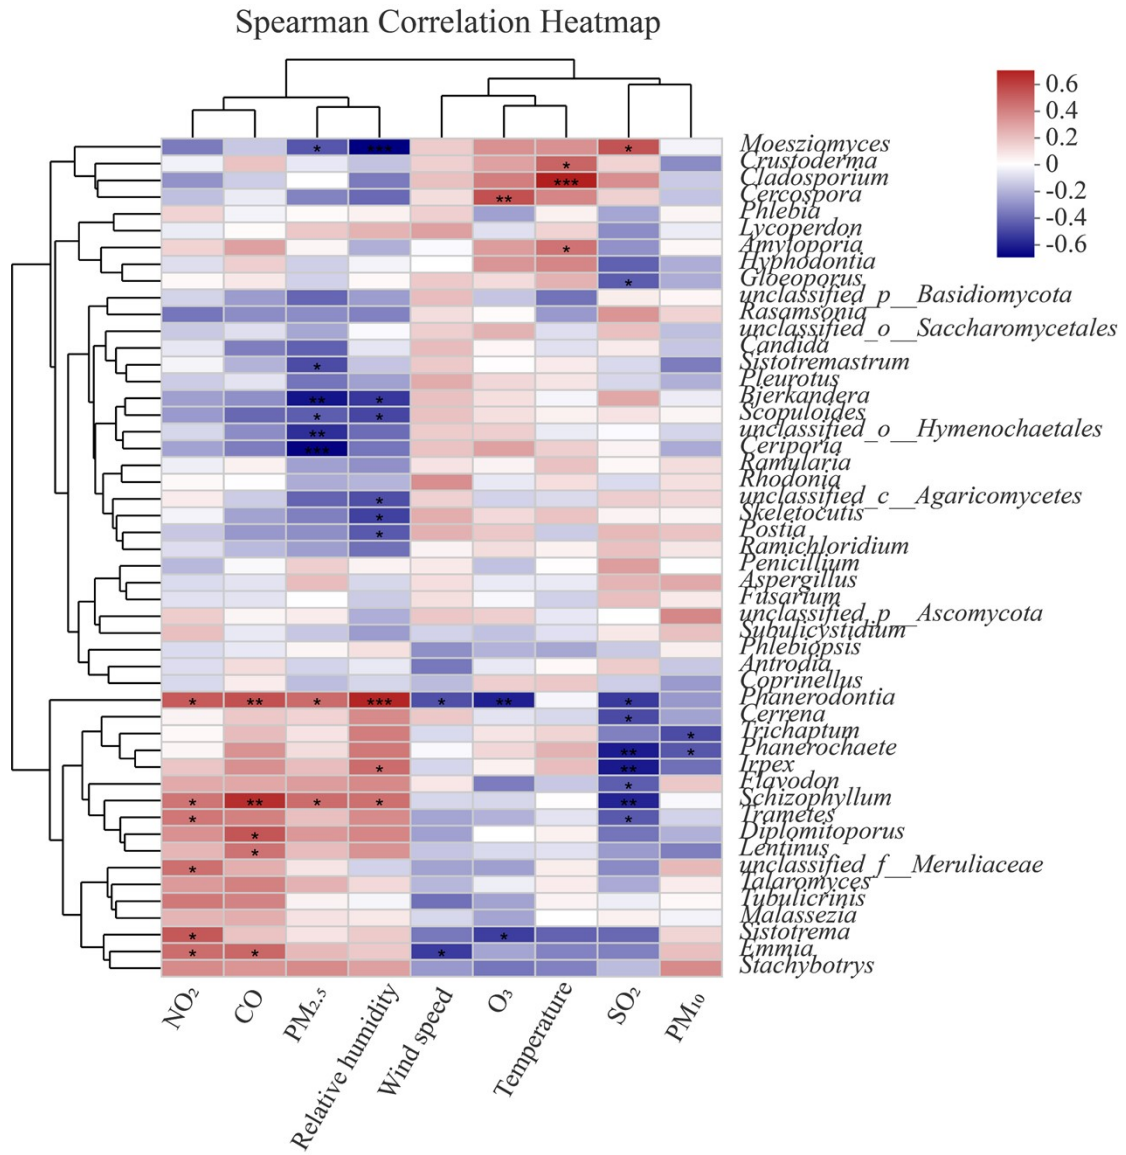 Spearman Correlation Heatmap
0.6
0.4
0.2
0
-0.2
-0.4
-0.6
* *** * Moesziomyces
* Crustoderma
*** Cladosporium
** Cercospora
Phlebia
Lycoperdon
* Amyloporia
Hyphodontia
* Gloeoporus
unclassified_p__Basidiomycota
Rasamsonia
unclassified_o__Saccharomycetales
Candida
* Sistotremastrum
Pleurotus
** * Bjerkandera
* * Scopuloides
** unclassified_o__Hymenochaetales
*** Ceriporia
Ramularia
Rhodonia
* unclassified_c__Agaricomycetes
* Skeletocutis
* Postia
Ramichloridium
Penicillium
Aspergillus
Fusarium
unclassified_p__Ascomycota
Subulicystidium
Phlebiopsis
Antrodia
Coprinellus
* ** * *** * ** * Phanerodontia
* Cerrena
* Trichaptum
** * Phanerochaete
* ** Irpex
* Flavodon
* ** * * ** Schizophyllum
* * Trametes
* Diplomitoporus
* Lentinus
* unclassified_f__Meruliaceae
Talaromyces
Tubulicrinis
Malassezia
* * Sistotrema
* * * Emmia
Stachybotrys
NO₂
CO
PM₂.₅
Relative humidity
Wind speed
O₃
Temperature
SO₂
PM₁₀